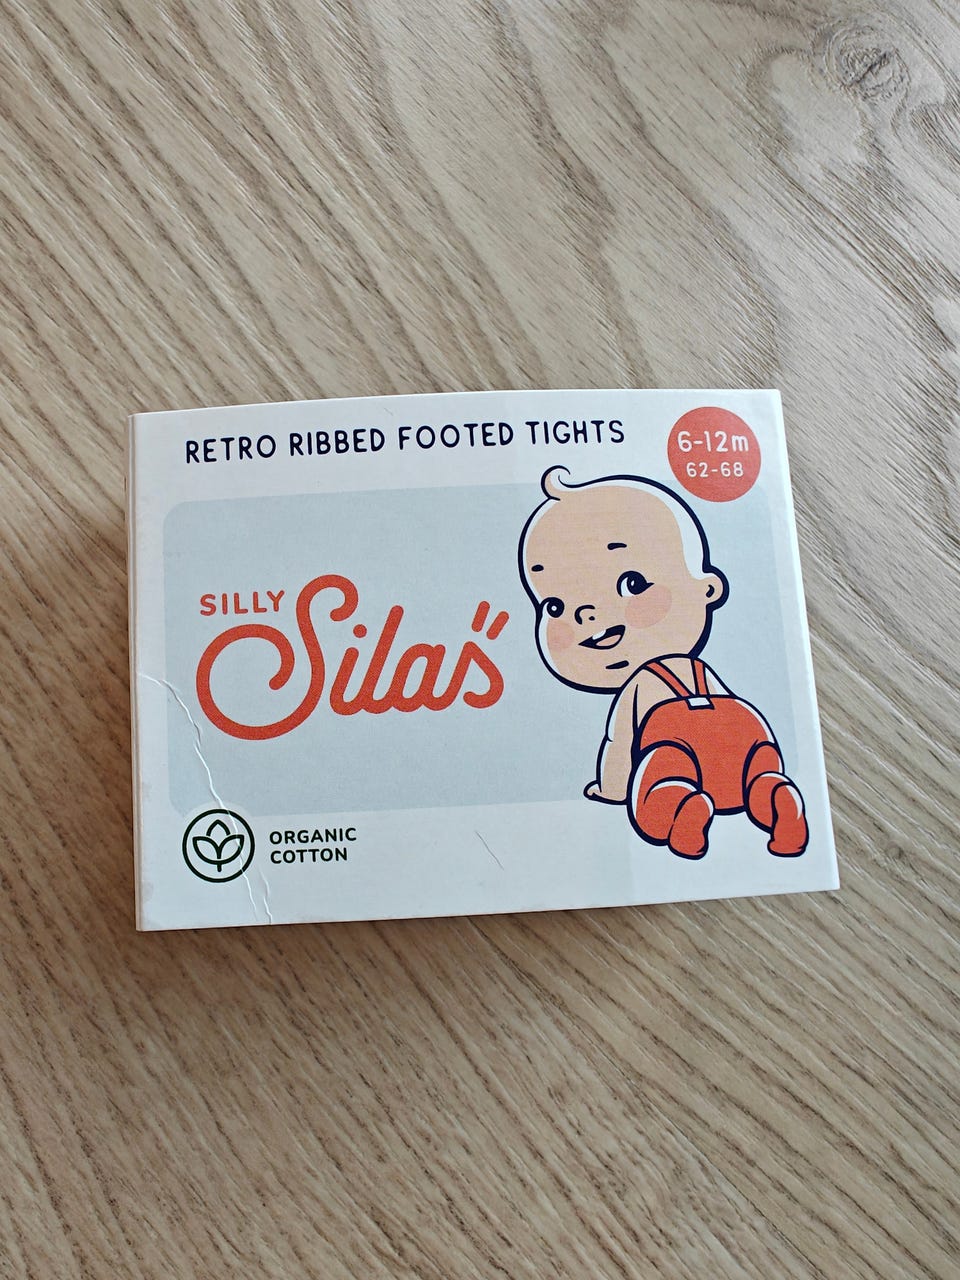 RETRO RIBBED FOOTED TIGHTS
6-12m
62-68
SILLY
Silas
ORGANIC
COTTON